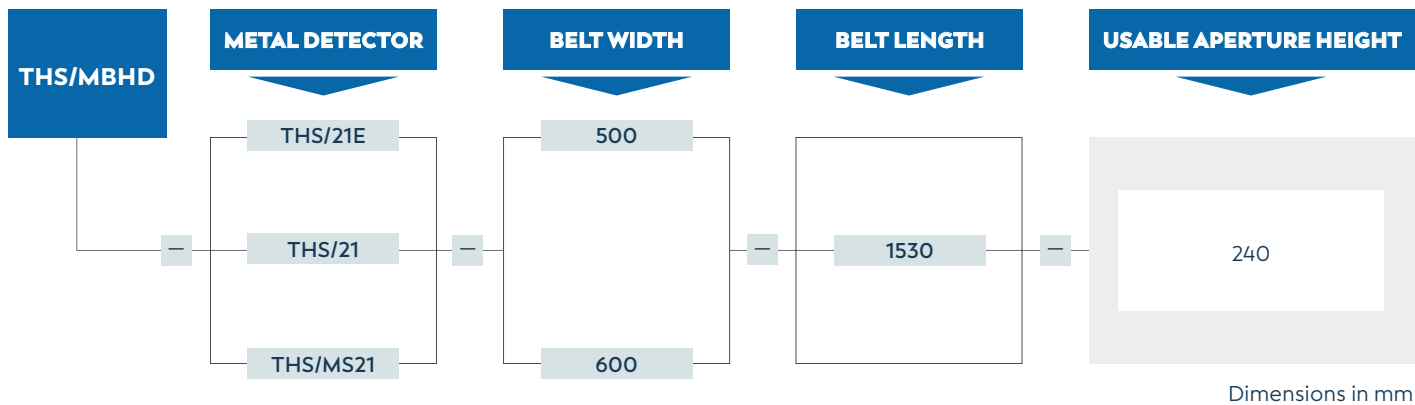 THS/MBHD
METAL DETECTOR
BELT WIDTH
BELT LENGTH
USABLE APERTURE HEIGHT
THS/21E
500
–
THS/21
–
–
1530
–
240
THS/MS21
600
Dimensions in mm